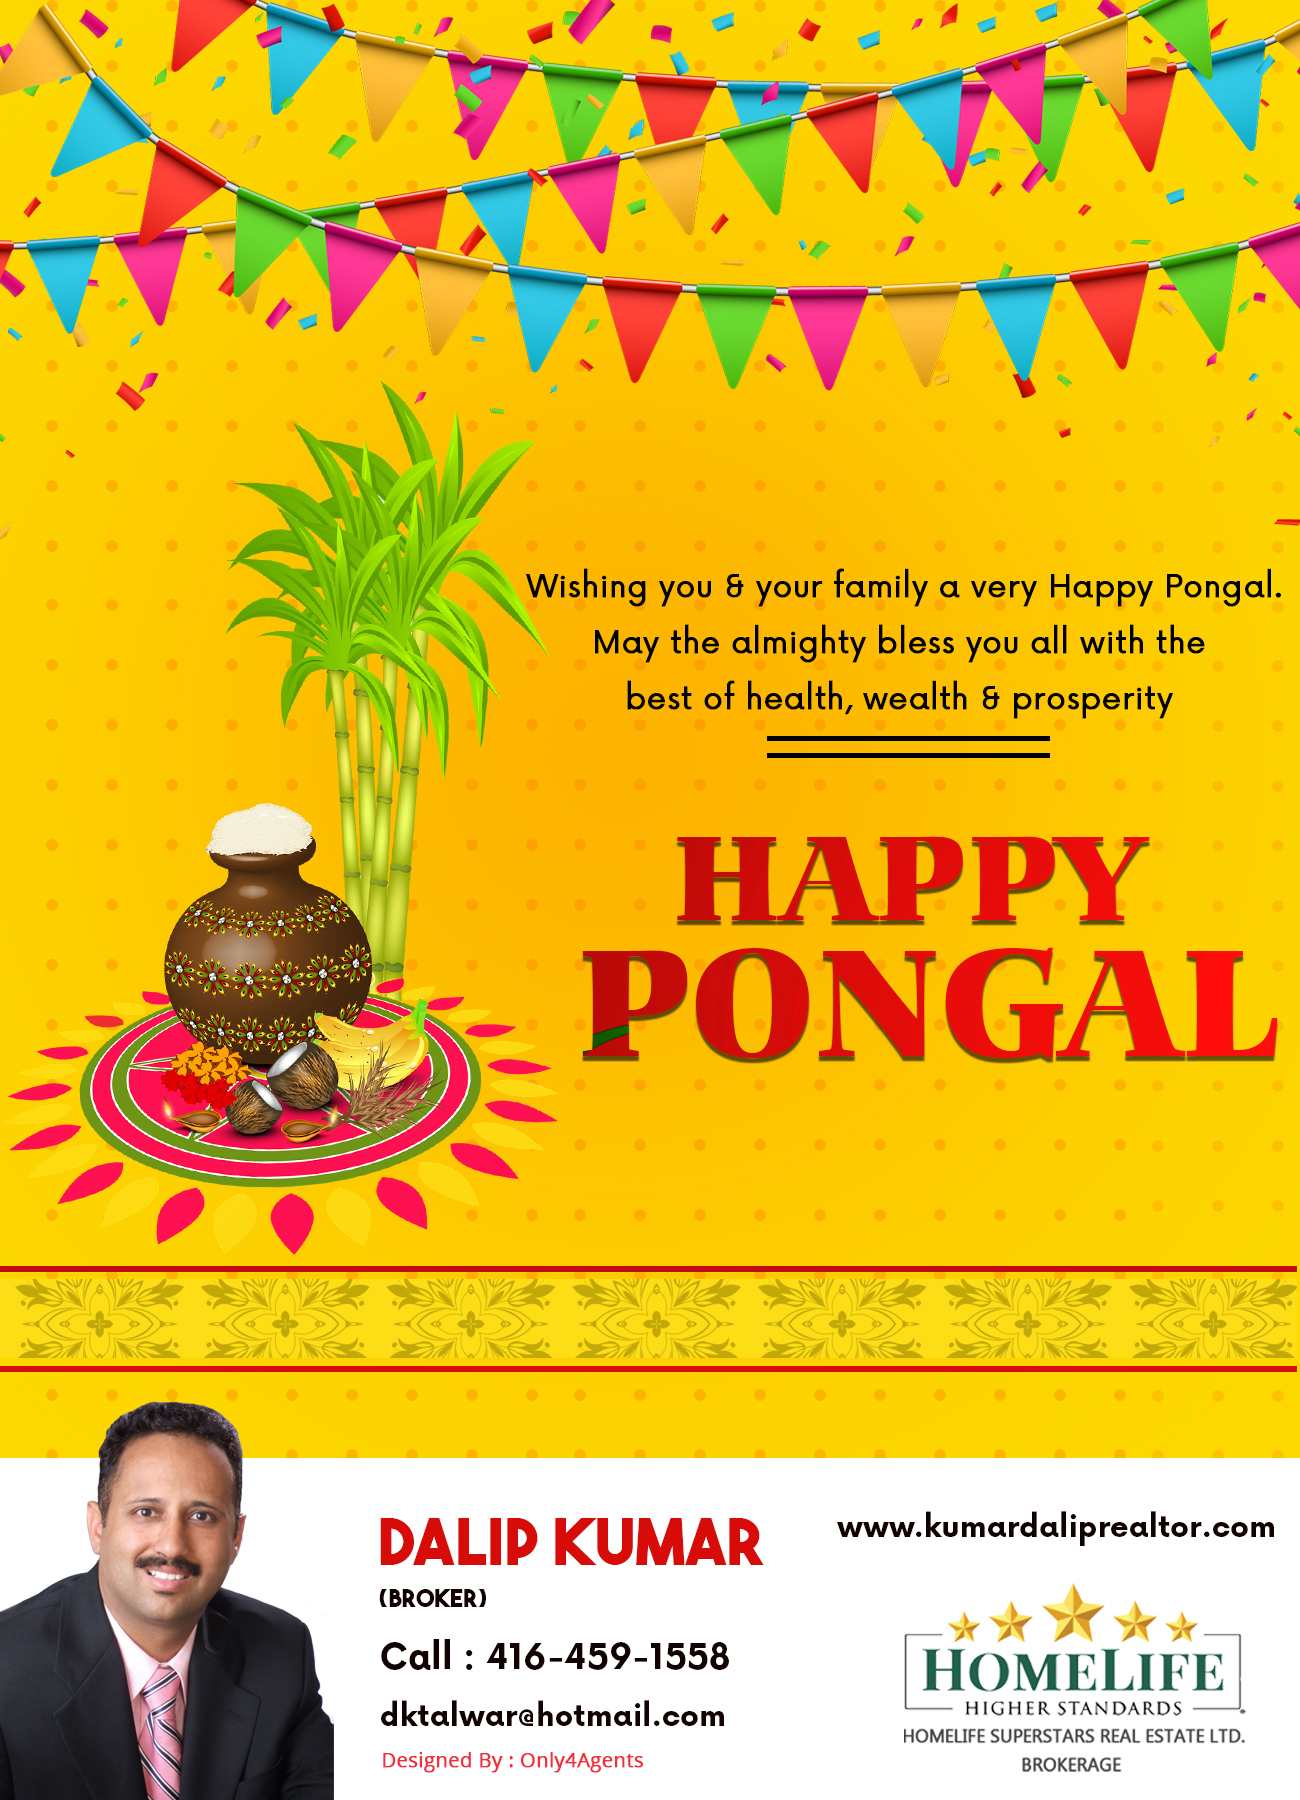 Wishing you & your family a very Happy Pongal.
May the almighty bless you all with the
best of health, wealth & prosperity
HAPPY
PONGAL
DALIP KUMAR
(BROKER)
Call : 416-459-1558
dktalwar@hotmail.com
Designed By : Only4Agents
www.kumardaliprealtor.com
HOMELIFE
HIGHER STANDARDS
HOMELIFE SUPERSTARS REAL ESTATE LTD.
BROKERAGE